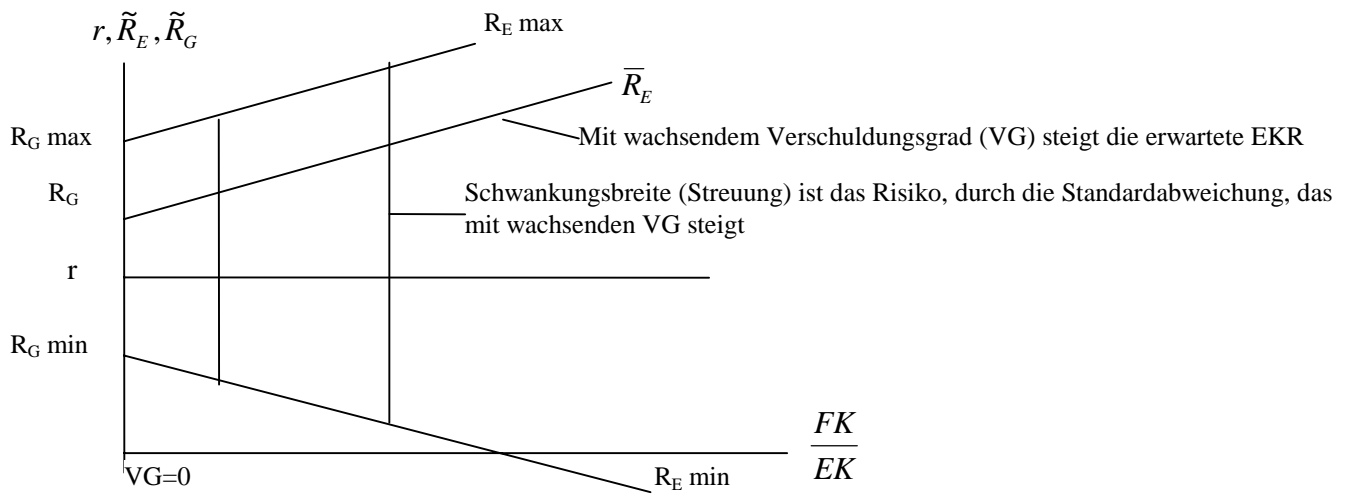 r, R̃_E, R̃_G
R_E max
R̅_E
R_G max
Mit wachsendem Verschuldungsgrad (VG) steigt die erwartete EKR
R_G
Schwankungsbreite (Streuung) ist das Risiko, durch die Standardabweichung, das
mit wachsenden VG steigt
r
R_G min
FK
EK
VG=0
R_E min